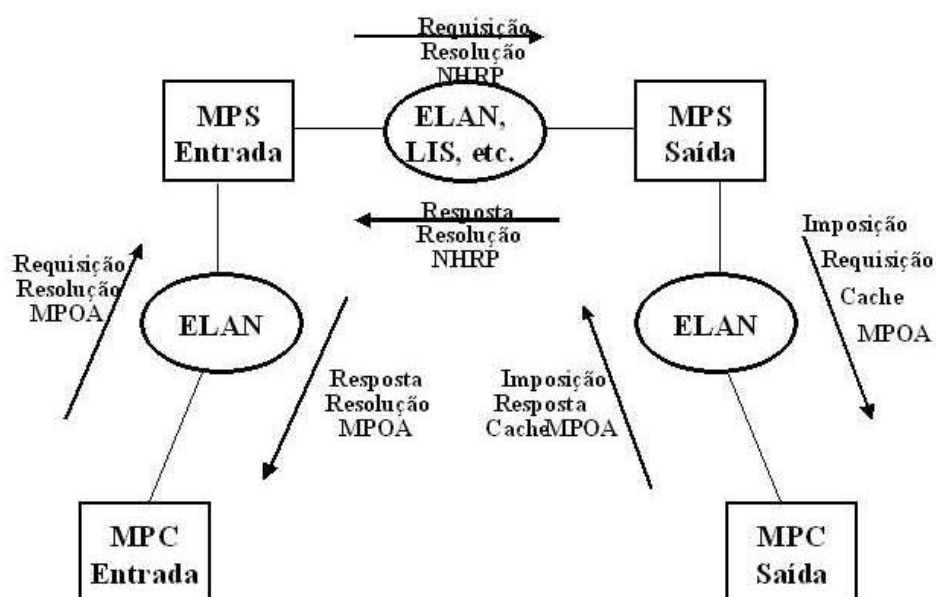 Requisição
Resolução
NHRP
MPS
Entrada
ELAN,
LIS, etc.
MPS
Saída
Resposta
Resolução
NHRP
Requisição
Resolução
MPOA
ELAN
Resposta
Resolução
MPOA
Imposição
Resposta
CacheMPOA
ELAN
Imposição
Requisição
Cache
MPOA
MPC
Entrada
MPC
Saída